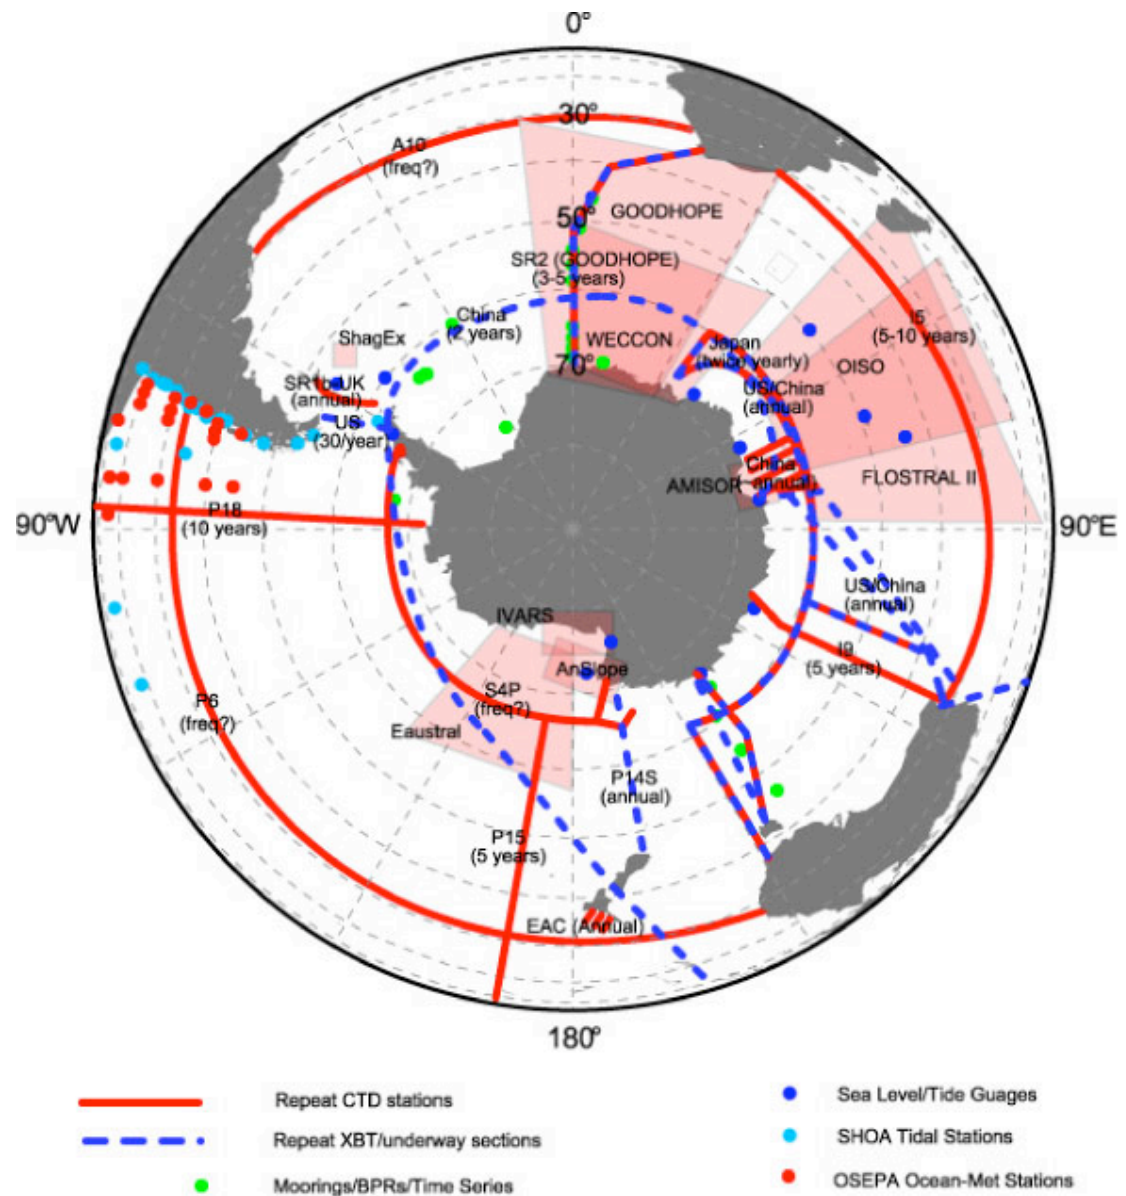 0°
30°
A10
(freq?)
GOODHOPE
50°
SR2 (GOODHOPE)
(3-5 years)
China
(2 years)
I5
(5-10 years)
ShagEx
WECCON
Japan
(twice yearly)
70°
OISO
SR1b-UK
(annual)
US/China
(annual)
US
(30/year)
China
(annual)
AMISOR
FLOSTRAL II
P18
(10 years)
90°W
90°E
US/China
(annual)
IVARS
I9
(5 years)
AnSlope
S4P
(freq?)
P6
(freq?)
Eaustral
P14S
(annual)
P15
(5 years)
EAC (Annual)
180°
Repeat CTD stations
Repeat XBT/underway sections
Moorings/BPRs/Time Series
Sea Level/Tide Guages
SHOA Tidal Stations
OSEPA Ocean-Met Stations